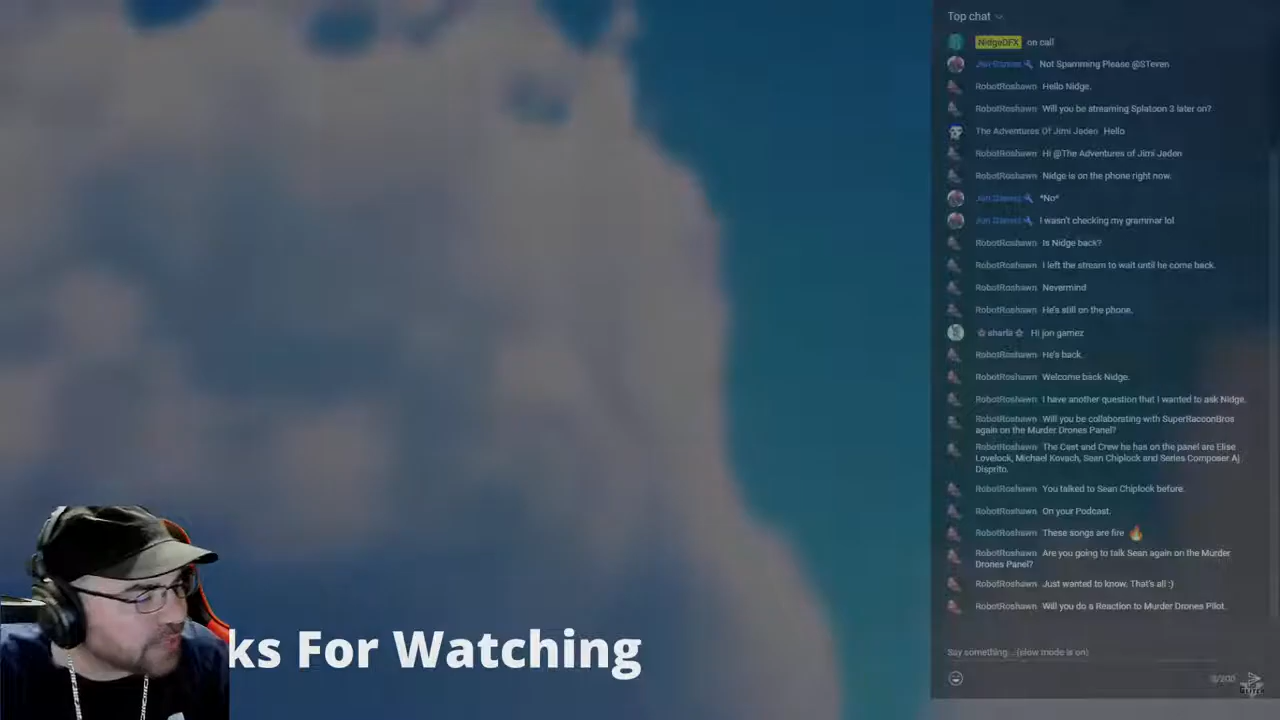 Top chat
NidgeDFX on call
Not Spamming Please @STeven
RobotRoshawn Hello Nidge.
RobotRoshawn Will you be streaming Splatoon 3 later on?
The Adventures Of Jimi Jaden Hello
RobotRoshawn Hi @The Adventures of Jimi Jaden
RobotRoshawn Nidge is on the phone right now.
*No*
I wasn't checking my grammar lol
RobotRoshawn Is Nidge back?
RobotRoshawn I left the stream to wait until he come back.
RobotRoshawn Nevermind
RobotRoshawn He's still on the phone.
sharla Hi jon gamez
RobotRoshawn He's back.
RobotRoshawn Welcome back Nidge.
RobotRoshawn I have another question that I wanted to ask Nidge.
RobotRoshawn Will you be collaborating with SuperRacconBros
again on the Murder Drones Panel?
RobotRoshawn The Cast and Crew he has on the panel are Elise
Lovelock, Michael Kovach, Sean Chiplock and Series Composer Aj
Disprito.
RobotRoshawn You talked to Sean Chiplock before.
RobotRoshawn On your Podcast.
RobotRoshawn These songs are fire 🔥
RobotRoshawn Are you going to talk Sean again on the Murder
Drones Panel?
RobotRoshawn Just wanted to know. That's all :)
RobotRoshawn Will you do a Reaction to Murder Drones Pilot.
Say something... (slow mode is on)
0/200
ks For Watching